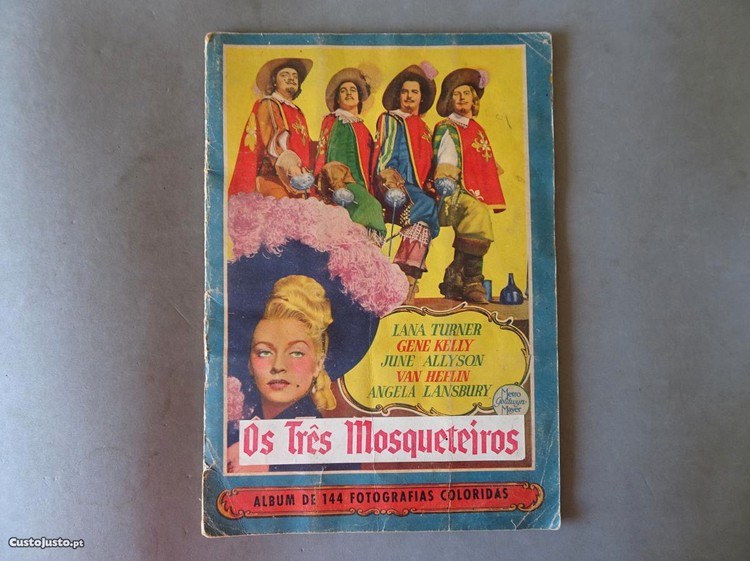 LANA TURNER
GENE KELLY
JUNE ALLYSON
VAN HEFLIN
ANGELA LANSBURY
Metro
Goldwyn
Mayer
Os Três Mosqueteiros
ALBUM DE 144 FOTOGRAFIAS COLORIDAS
CustoJusto.pt